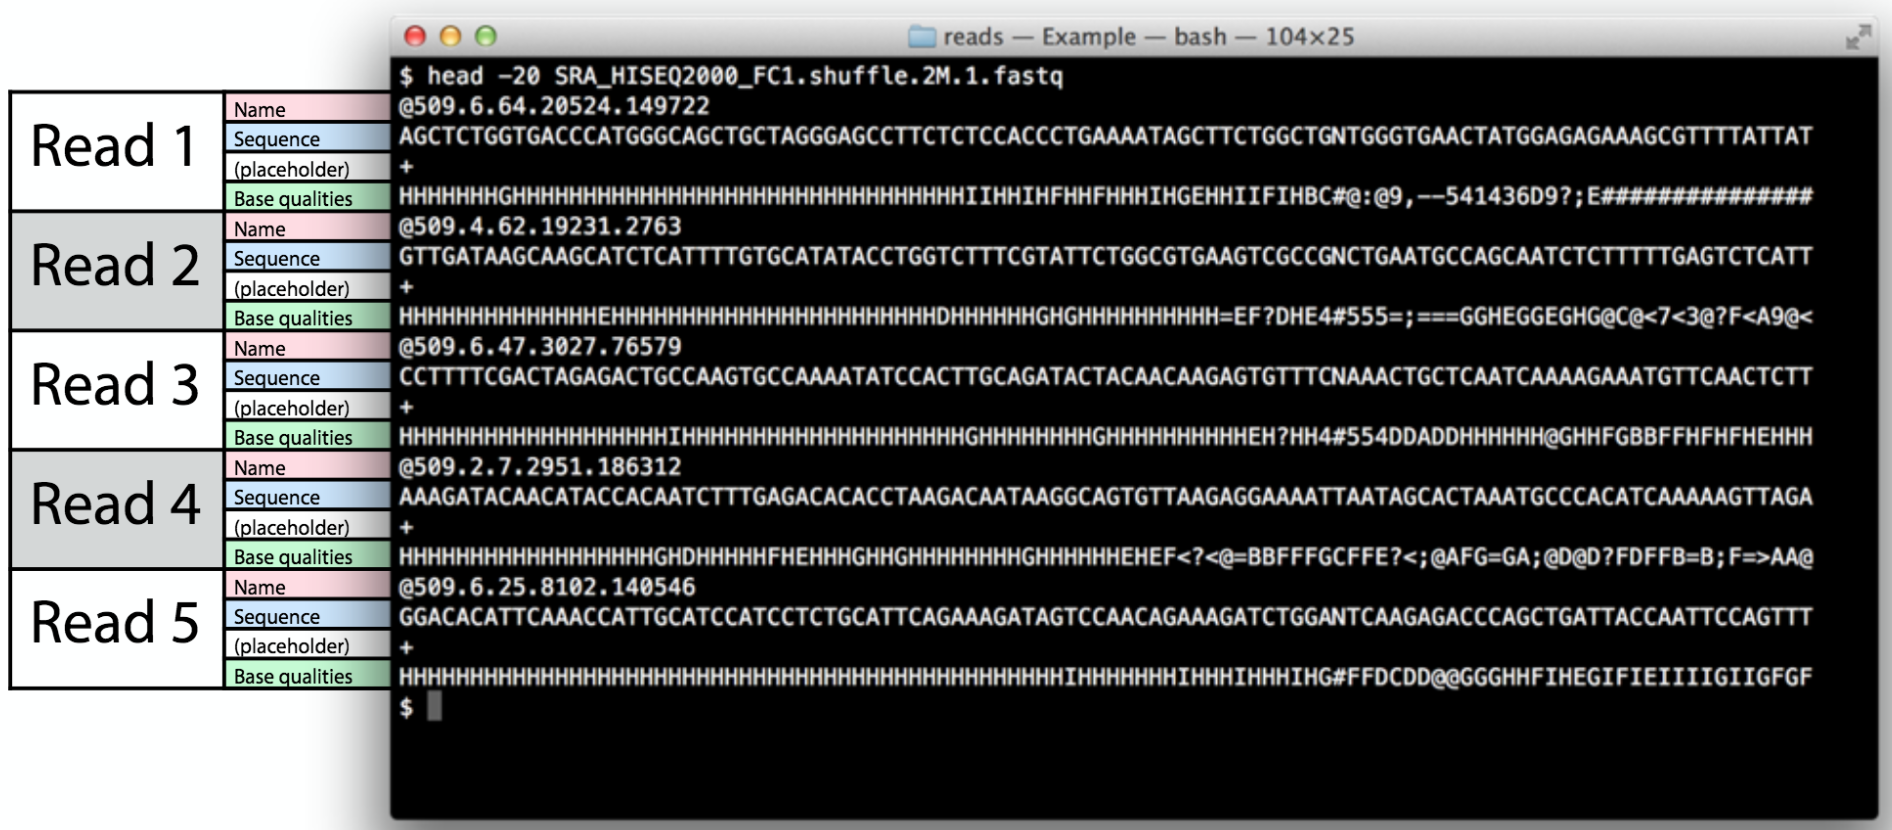 reads — Example — bash — 104×25
$ head -20 SRA_HISEQ2000_FC1.shuffle.2M.1.fastq
Read 1
Name
@509.6.64.20524.149722
Sequence
AGCTCTGGTGACCCATGGGCAGCTGCTAGGGAGCCTTCTCTCCACCCTGAAAATAGCTTCTGGCTGNTGGGTGAACTATGGAGAGAAAGCGTTTTATTAT
(placeholder)
+
Base qualities
HHHHHHHGHHHHHHHHHHHHHHHHHHHHHHHHHHHHHHHHIIHHIHFHHFHHHIHGEHHIIFIHBC#@:@9,--541436D9?;E###############
Read 2
Name
@509.4.62.19231.2763
Sequence
GTTGATAAGCAAGCATCTCATTTTGTGCATATACCTGGTCTTTCGTATTCTGGCGTGAAGTCGCCGNCTGAATGCCAGCAATCTCTTTTTGAGTCTCATT
(placeholder)
+
Base qualities
HHHHHHHHHHHHHHEHHHHHHHHHHHHHHHHHHHHHHHDHHHHHHGHGHHHHHHHHHH=EF?DHE4#555=;===GGHEGGEGHG@C@<7<3@?F<A9@<
Read 3
Name
@509.6.47.3027.76579
Sequence
CCTTTTCGACTAGAGACTGCCAAGTGCCAAAATATCCACTTGCAGATACTACAACAAGAGTGTTTCNAAACTGCTCAATCAAAAGAAATGTTCAACTCTT
(placeholder)
+
Base qualities
HHHHHHHHHHHHHHHHHHHIHHHHHHHHHHHHHHHHHHHHGHHHHHHHHGHHHHHHHHHHEH?HH4#554DDADDHHHHHH@GHHFGBBFFHFHFHEHHH
Read 4
Name
@509.2.7.2951.186312
Sequence
AAAGATACAACATACCACAATCTTTGAGACACACCTAAGACAATAAGGCAGTGTTAAGAGGAAAATTAATAGCACTAAATGCCCACATCAAAAAGTTAGA
(placeholder)
+
Base qualities
HHHHHHHHHHHHHHHHHHGHDHHHHHFHEHHHGHHGHHHHHHHHGHHHHHHEHEF<?<@=BBFFFGCFFE?<;@AFG=GA;@D@D?FDFFB=B;F=>AA@
Read 5
Name
@509.6.25.8102.140546
Sequence
GGACACATTCAAACCATTGCATCCATCCTCTGCATTCAGAAAGATAGTCCAACAGAAAGATCTGGANTCAAGAGACCCAGCTGATTACCAATTCCAGTTT
(placeholder)
+
Base qualities
HHHHHHHHHHHHHHHHHHHHHHHHHHHHHHHHHHHHHHHHHHHHHHHIHHHHHHHIHHHIHHHIHG#FFDCDD@@GGGHHFIHEGIFIEIIIIGIIGFGF
$